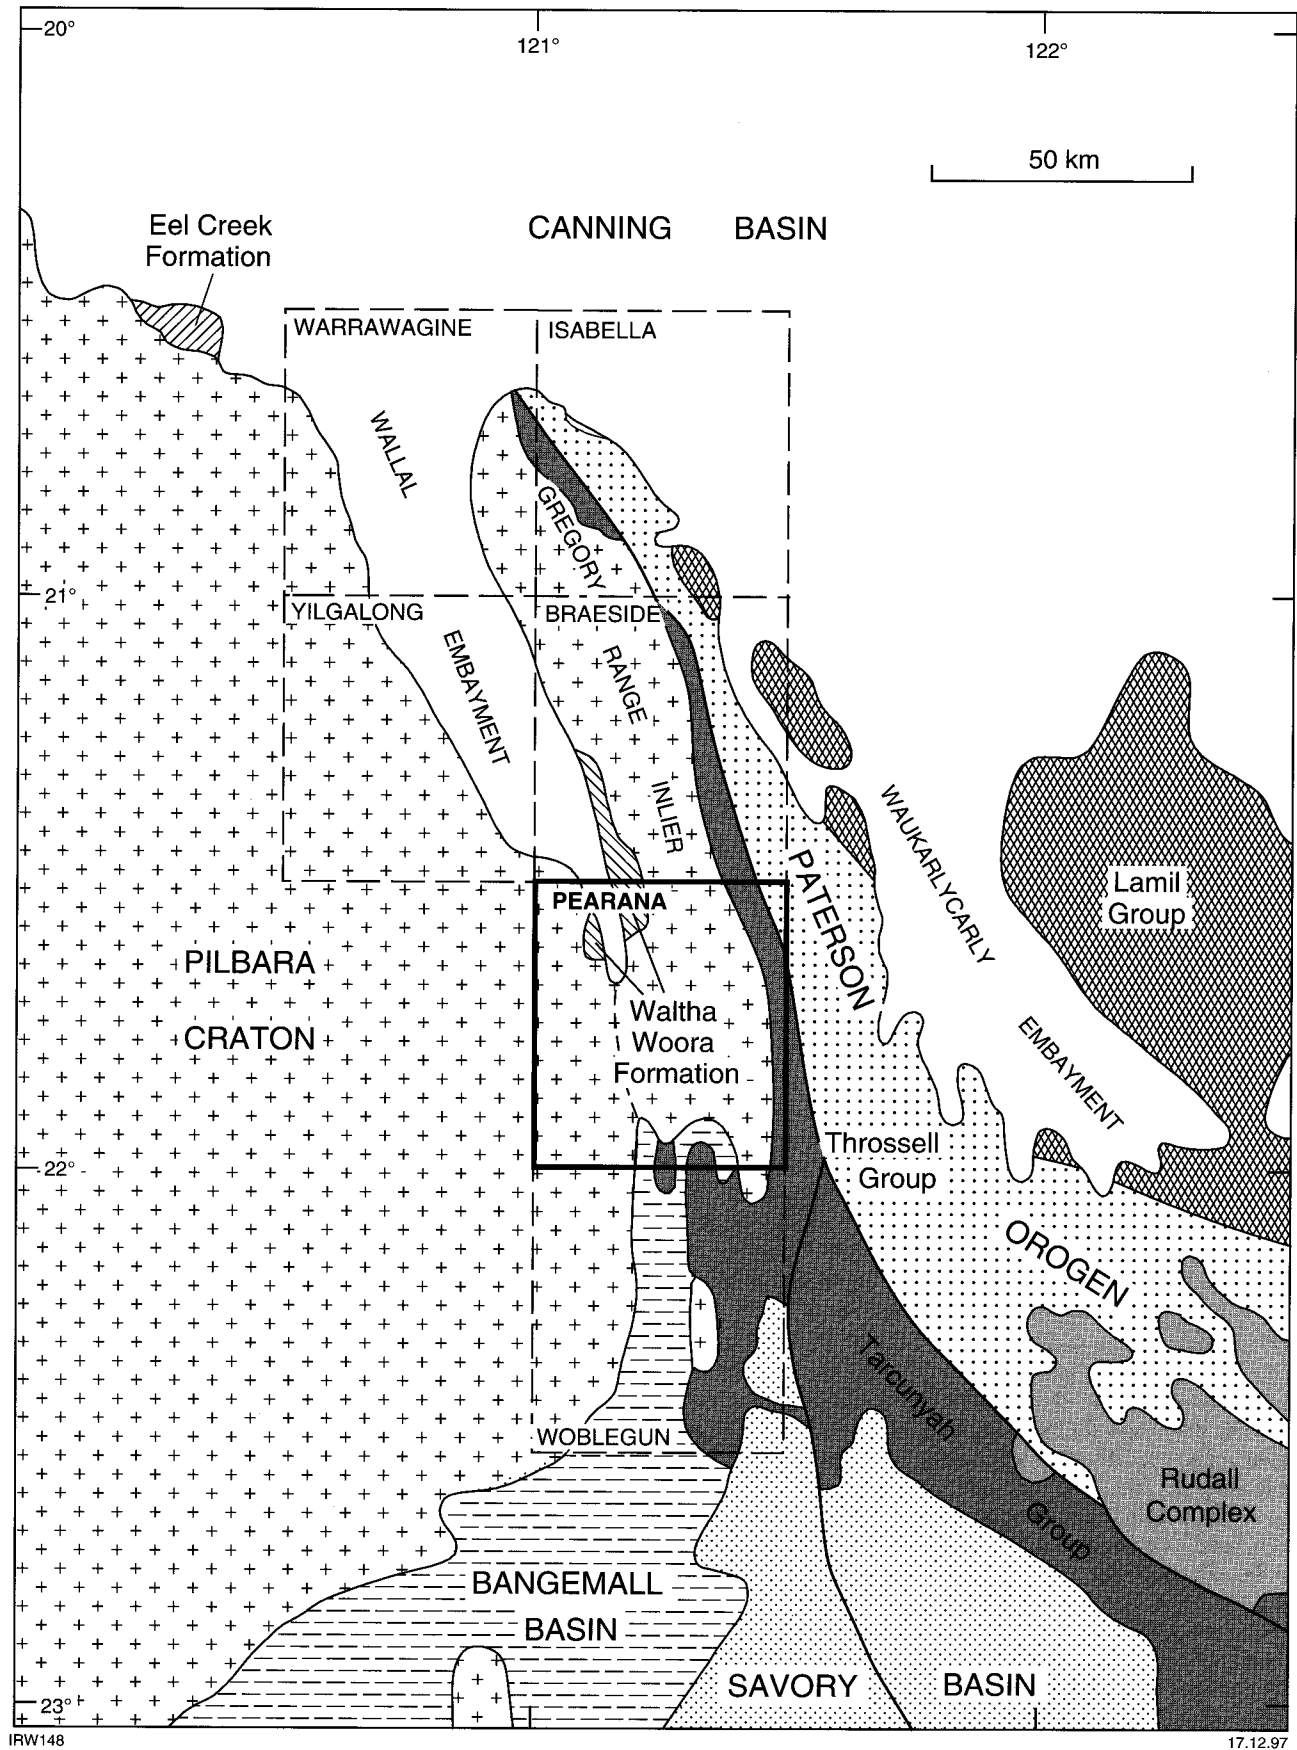 20°
121°
122°
50 km
CANNING BASIN
Eel Creek
Formation
WARRAWAGINE
ISABELLA
WALLAL
GREGORY
21°
YILGALONG
BRAESIDE
EMBAYMENT
RANGE
INLIER
WAUKARLYCARLY
PATERSON
Lamil
Group
PEARANA
PILBARA
CRATON
Waltha
Woora
Formation
EMBAYMENT
Throssell
Group
22°
OROGEN
Tarcunyah
Group
WOBLEGUN
Rudall
Complex
BANGEMALL
BASIN
SAVORY BASIN
23°
IRW148
17.12.97